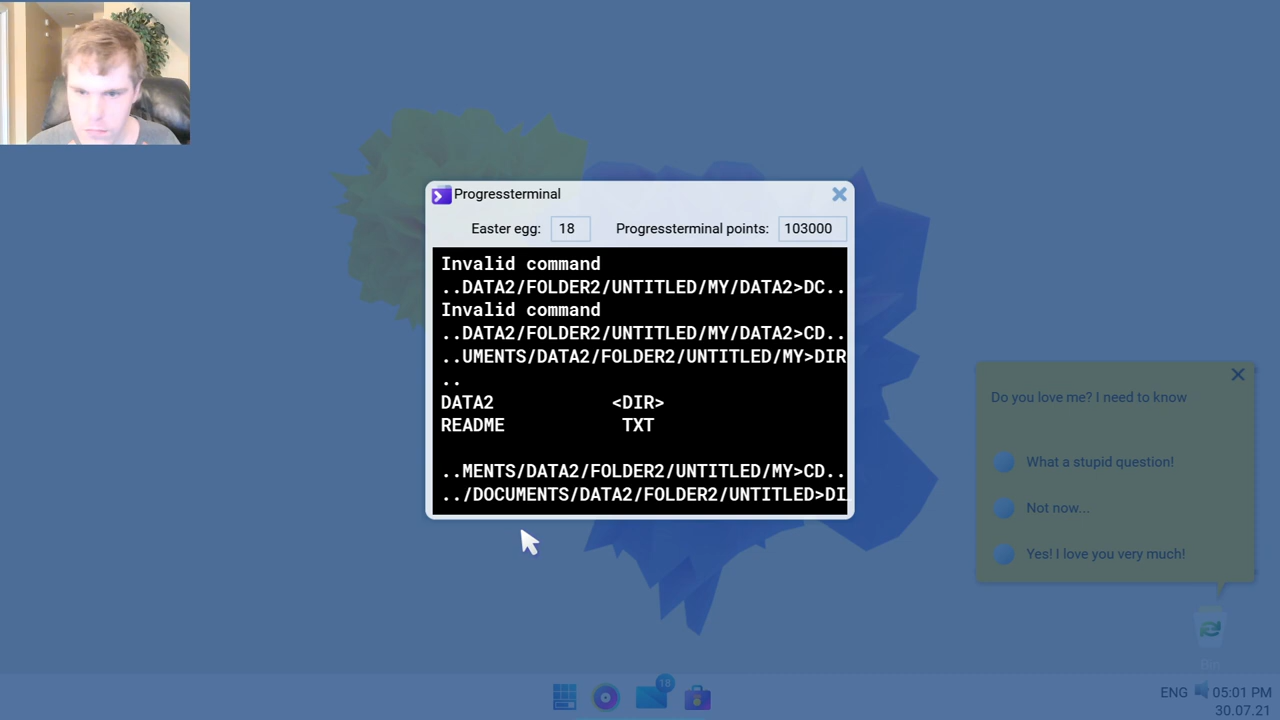 Progressterminal
Easter egg: 18 Progressterminal points: 103000
Invalid command
..DATA2/FOLDER2/UNTITLED/MY/DATA2>DC..
Invalid command
..DATA2/FOLDER2/UNTITLED/MY/DATA2>CD..
..UMENTS/DATA2/FOLDER2/UNTITLED/MY>DIR
..
DATA2 <DIR>
README TXT
..MENTS/DATA2/FOLDER2/UNTITLED/MY>CD..
../DOCUMENTS/DATA2/FOLDER2/UNTITLED>DI
Do you love me? I need to know
What a stupid question!
Not now...
Yes! I love you very much!
Bin
18
ENG 05:01 PM
30.07.21